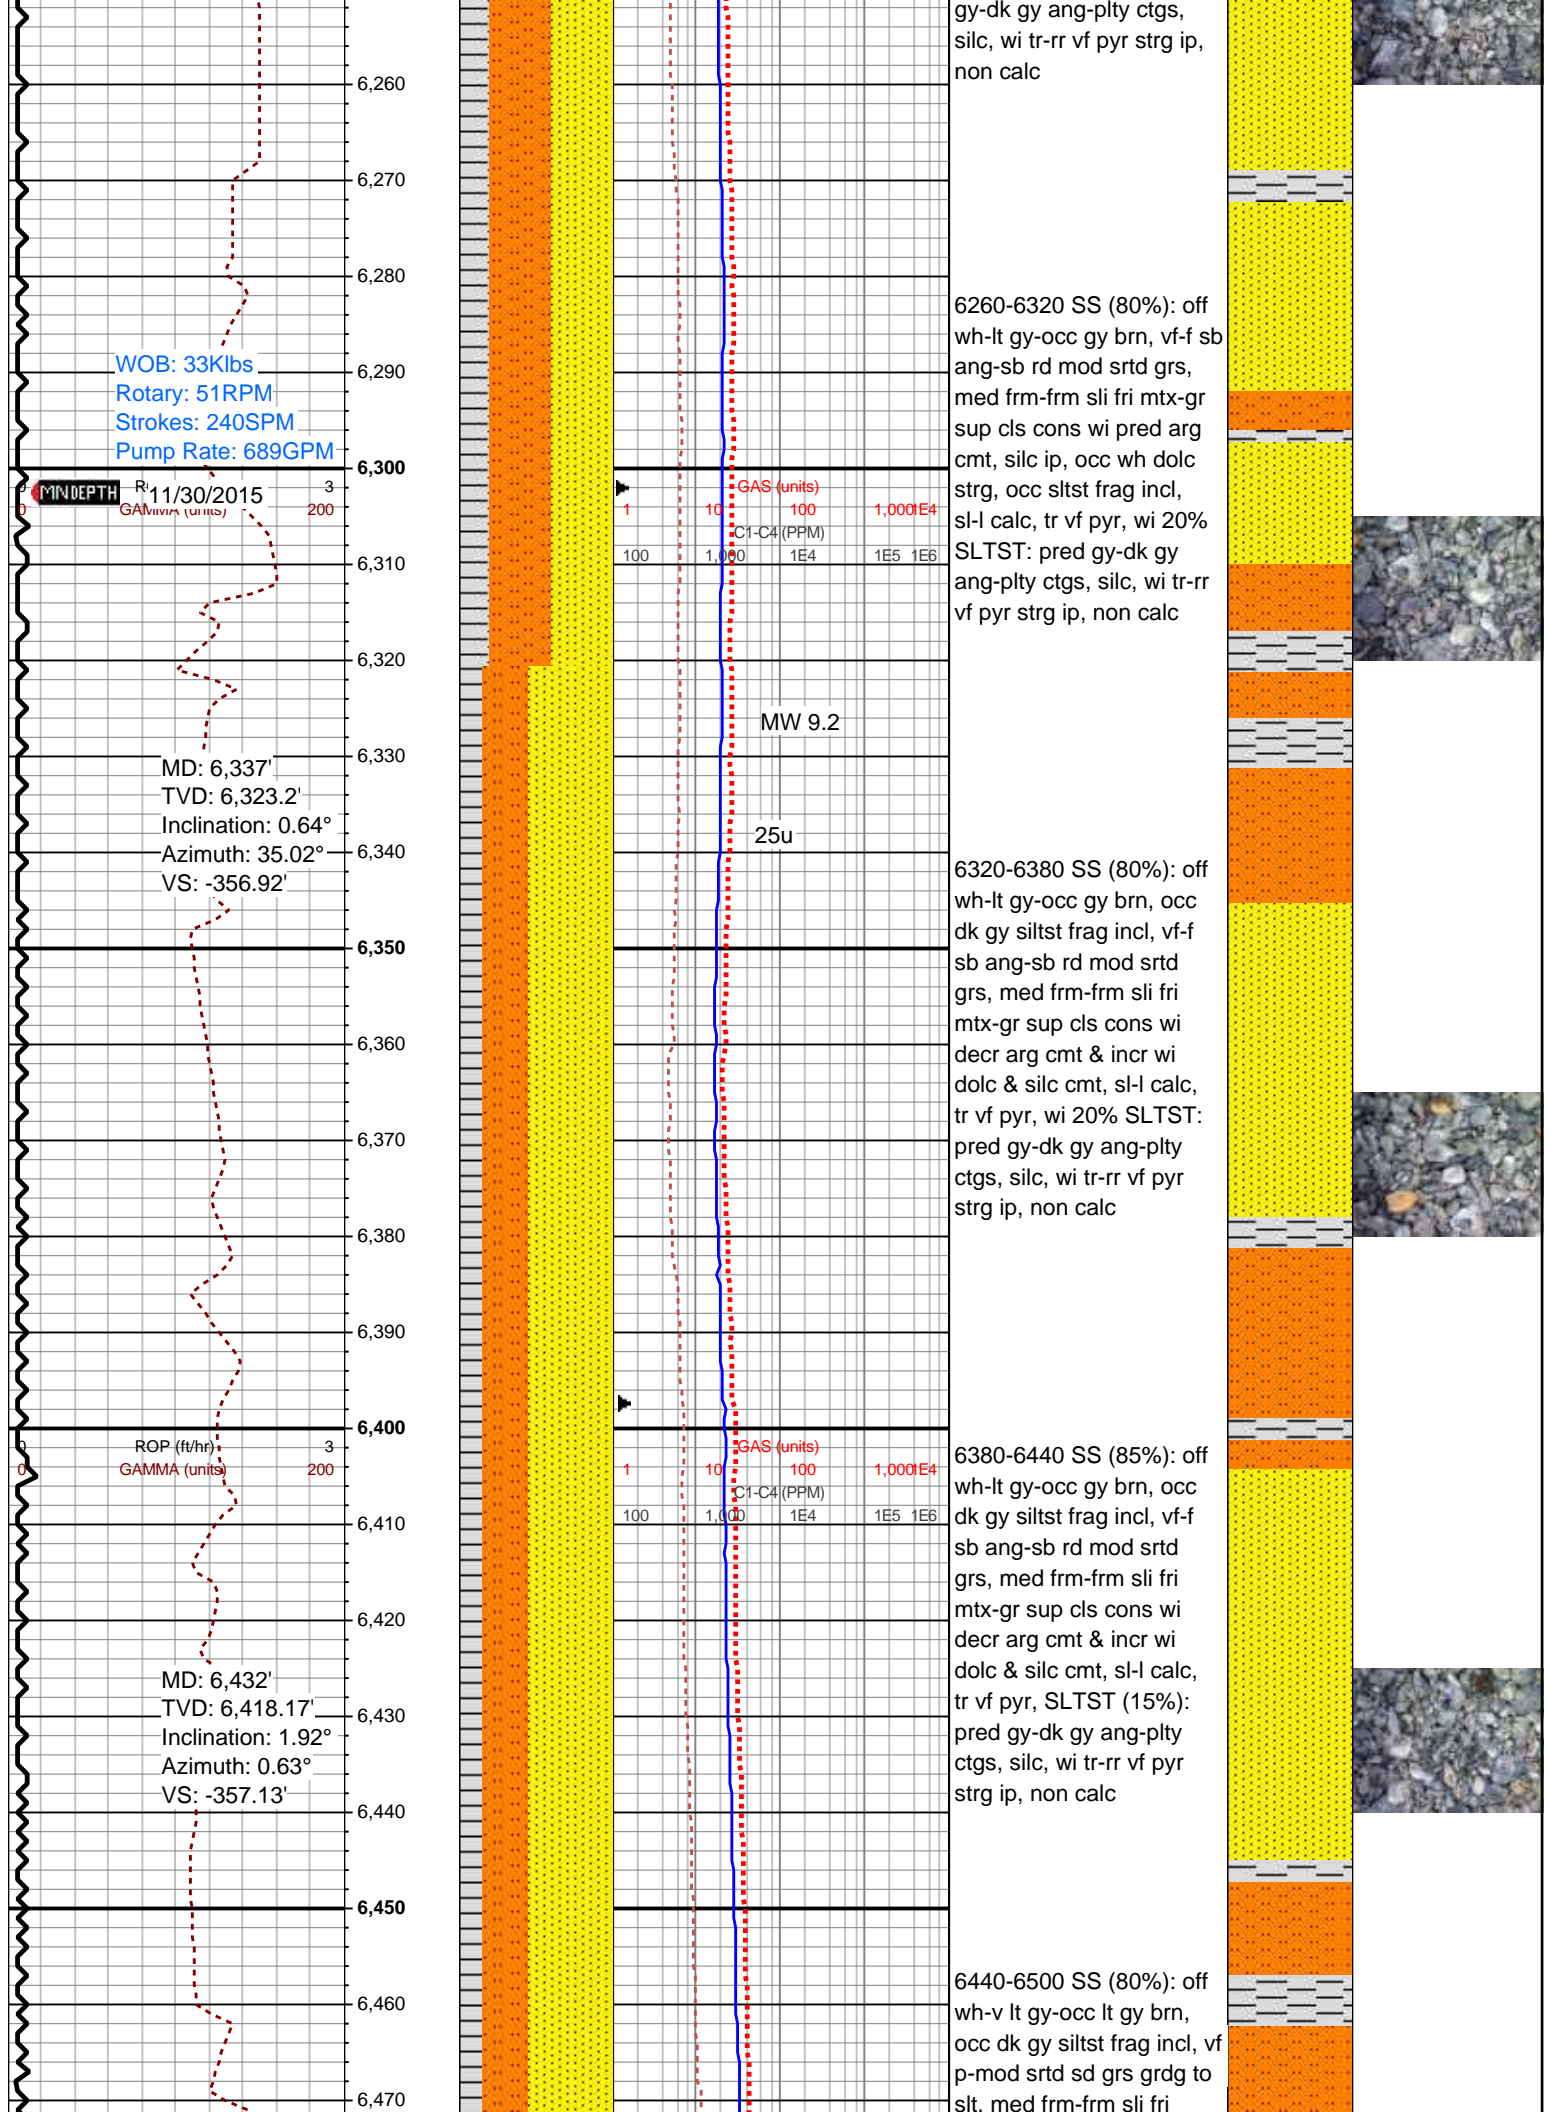 gy-dk gy ang-plty ctgs,
silc, wi tr-rr vf pyr strg ip,
non calc
6,260
6,270
6,280
6260-6320 SS (80%): off
wh-lt gy-occ gy brn, vf-f sb
ang-sb rd mod srtd grs,
med frm-frm sli fri mtx-gr
sup cls cons wi pred arg
cmt, silc ip, occ wh dolc
strg, occ sltst frag incl,
sl-l calc, tr vf pyr, wi 20%
SLTST: pred gy-dk gy
ang-plty ctgs, silc, wi tr-rr
vf pyr strg ip, non calc
WOB: 33Klbs
Rotary: 51RPM
Strokes: 240SPM
Pump Rate: 689GPM
6,290
6,300
MN DEPTH
11/30/2015
3
0
GAMMA (units)
200
GAS (units)
1 10 100 1,000 1E4
C1-C4 (PPM)
100 1,000 1E4 1E5 1E6
6,310
6,320
MW 9.2
6,330
MD: 6,337'
TVD: 6,323.2'
Inclination: 0.64°
Azimuth: 35.02°
VS: -356.92'
25u
6,340
6,350
6,360
6,370
6,380
6320-6380 SS (80%): off
wh-lt gy-occ gy brn, occ
dk gy siltst frag incl, vf-f
sb ang-sb rd mod srtd
grs, med frm-frm sli fri
mtx-gr sup cls cons wi
decr arg cmt & incr wi
dolc & silc cmt, sl-l calc,
tr vf pyr, wi 20% SLTST:
pred gy-dk gy ang-plty
ctgs, silc, wi tr-rr vf pyr
strg ip, non calc
6,390
6,400
0 ROP (ft/hr) 3
0 GAMMA (units) 200
GAS (units)
1 10 100 1,000 1E4
C1-C4 (PPM)
100 1,000 1E4 1E5 1E6
6,410
6,420
6380-6440 SS (85%): off
wh-lt gy-occ gy brn, occ
dk gy siltst frag incl, vf-f
sb ang-sb rd mod srtd
grs, med frm-frm sli fri
mtx-gr sup cls cons wi
decr arg cmt & incr wi
dolc & silc cmt, sl-l calc,
tr vf pyr, SLTST (15%):
pred gy-dk gy ang-plty
ctgs, silc, wi tr-rr vf pyr
strg ip, non calc
MD: 6,432'
TVD: 6,418.17'
Inclination: 1.92°
Azimuth: 0.63°
VS: -357.13'
6,430
6,440
6,450
6,460
6,470
6440-6500 SS (80%): off
wh-v lt gy-occ lt gy brn,
occ dk gy siltst frag incl, vf
p-mod srtd sd grs grdg to
slt, med frm-frm sli fri